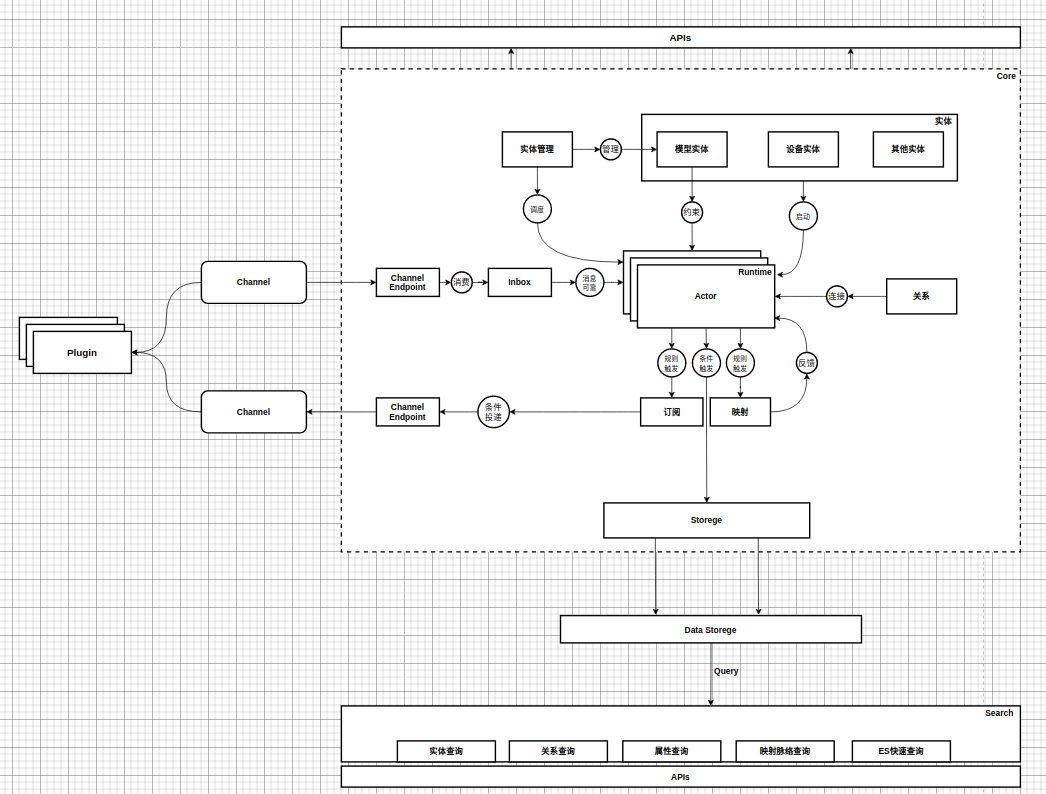 APIs
Core
实体
实体管理
管理
模型实体
设备实体
其他实体
调度
约束
启动
Channel
Channel
Endpoint
消费
Inbox
消息
可靠
Runtime
Actor
连接
关系
Plugin
规则
触发
条件
触发
规则
触发
反馈
Channel
Channel
Endpoint
条件
投递
订阅
映射
Storege
Data Storege
Query
Search
实体查询
关系查询
属性查询
映射脉络查询
ES快速查询
APIs